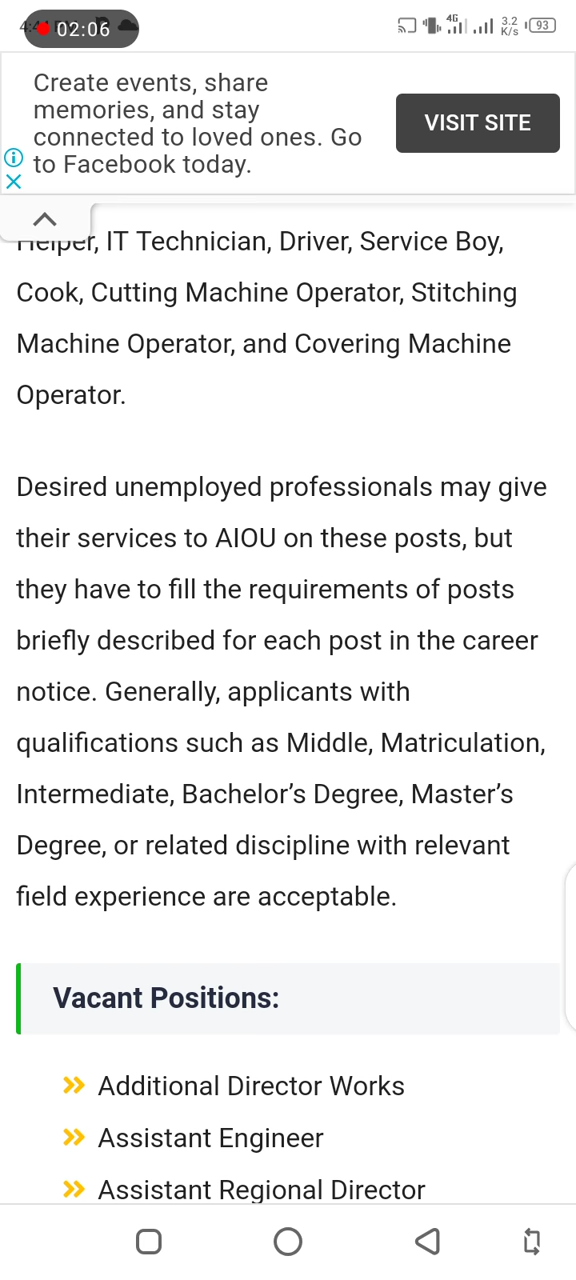 02:06
4G
3.2
K/s
93
Create events, share
memories, and stay
connected to loved ones. Go
to Facebook today.
VISIT SITE
Helper, IT Technician, Driver, Service Boy,
Cook, Cutting Machine Operator, Stitching
Machine Operator, and Covering Machine
Operator.
Desired unemployed professionals may give
their services to AIOU on these posts, but
they have to fill the requirements of posts
briefly described for each post in the career
notice. Generally, applicants with
qualifications such as Middle, Matriculation,
Intermediate, Bachelor’s Degree, Master’s
Degree, or related discipline with relevant
field experience are acceptable.
Vacant Positions:
Additional Director Works
Assistant Engineer
Assistant Regional Director